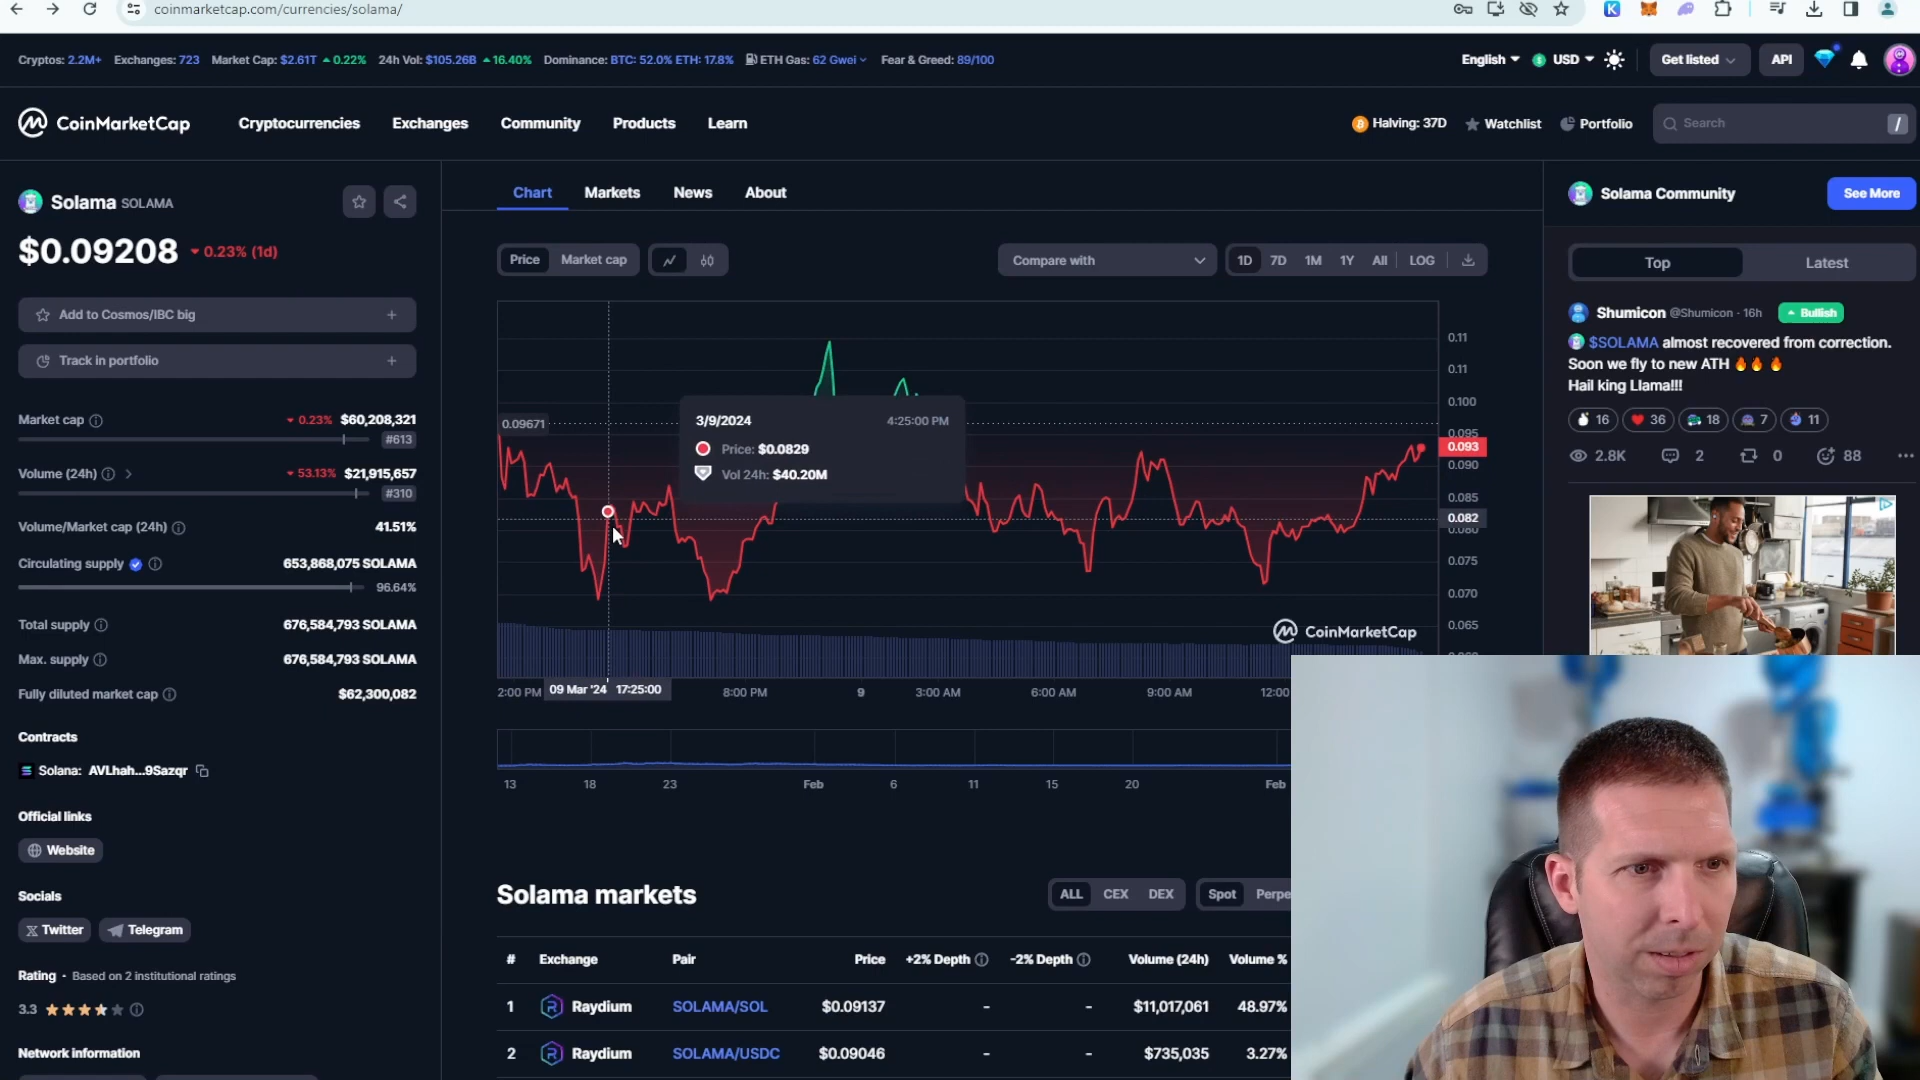 coinmarketcap.com/currencies/solama/
Cryptos: 2.2M+ Exchanges: 723 Market Cap: $2.61T 0.22% 24h Vol: $105.26B 16.40% Dominance: BTC: 52.0% ETH: 17.8% ETH Gas: 62 Gwei Fear & Greed: 89/100
English USD Get listed API
CoinMarketCap Cryptocurrencies Exchanges Community Products Learn
Halving: 37D Watchlist Portfolio Search /
Solama SOLAMA
$0.09208 0.23% (1d)
Add to Cosmos/IBC big +
Track in portfolio +
Market cap 0.23% $60,208,321
#613
Volume (24h) 53.13% $21,915,657
#310
Volume/Market cap (24h) 41.51%
Circulating supply 653,868,075 SOLAMA
96.64%
Total supply 676,584,793 SOLAMA
Max. supply 676,584,793 SOLAMA
Fully diluted market cap $62,300,082
Contracts
Solana: AVLhah...9Sazqr
Official links
Website
Socials
Twitter Telegram
Rating · Based on 2 institutional ratings
3.3
Network information
Chart Markets News About
Price Market cap
Compare with
1D 7D 1M 1Y All LOG
0.11
0.11
0.100
0.09671
0.095
0.093
0.090
0.085
0.082
0.080
0.075
0.070
0.065
3/9/2024 4:25:00 PM
Price: $0.0829
Vol 24h: $40.20M
CoinMarketCap
2:00 PM 09 Mar '24 17:25:00 8:00 PM 9 3:00 AM 6:00 AM 9:00 AM 12:00
13 18 23 Feb 6 11 15 20 Feb
Solama markets
ALL CEX DEX Spot Perpe
# Exchange Pair Price +2% Depth -2% Depth Volume (24h) Volume %
1 Raydium SOLAMA/SOL $0.09137 - - $11,017,061 48.97%
2 Raydium SOLAMA/USDC $0.09046 - - $735,035 3.27%
Solama Community See More
Top Latest
Shumicon @Shumicon · 16h Bullish
$SOLAMA almost recovered from correction.
Soon we fly to new ATH 🔥🔥🔥
Hail king Llama!!!
16 36 18 7 11
2.8K 2 0 88